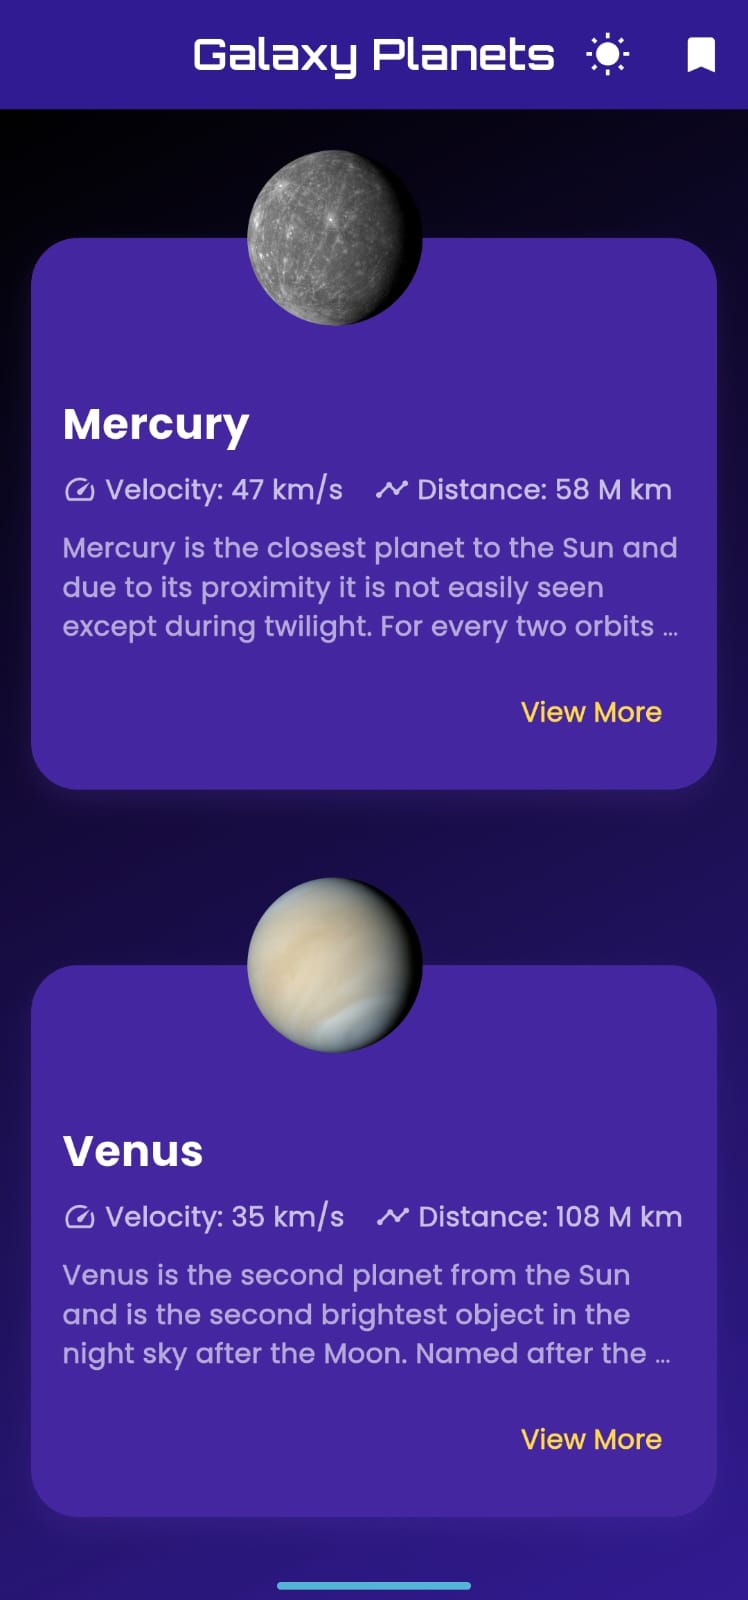 Galaxy Planets
Mercury
Velocity: 47 km/s Distance: 58 M km
Mercury is the closest planet to the Sun and
due to its proximity it is not easily seen
except during twilight. For every two orbits ...
View More
Venus
Velocity: 35 km/s Distance: 108 M km
Venus is the second planet from the Sun
and is the second brightest object in the
night sky after the Moon. Named after the ...
View More